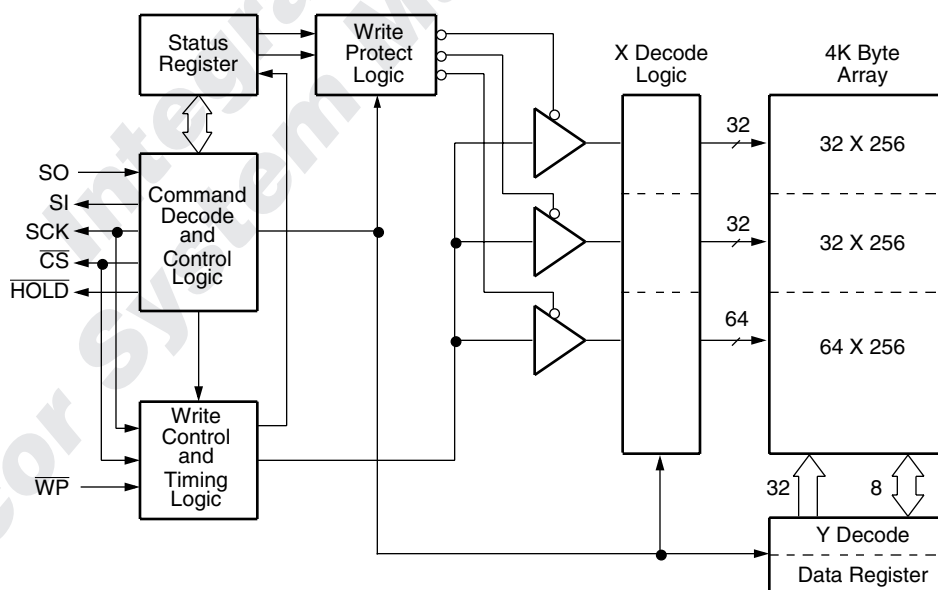 Status
Register
Write
Protect
Logic
X Decode
Logic
4K Byte
Array
SO
SI
SCK
CS
HOLD
WP
Command
Decode
and
Control
Logic
Write
Control
and
Timing
Logic
32
32
64
32 X 256
32 X 256
64 X 256
32
8
Y Decode
Data Register